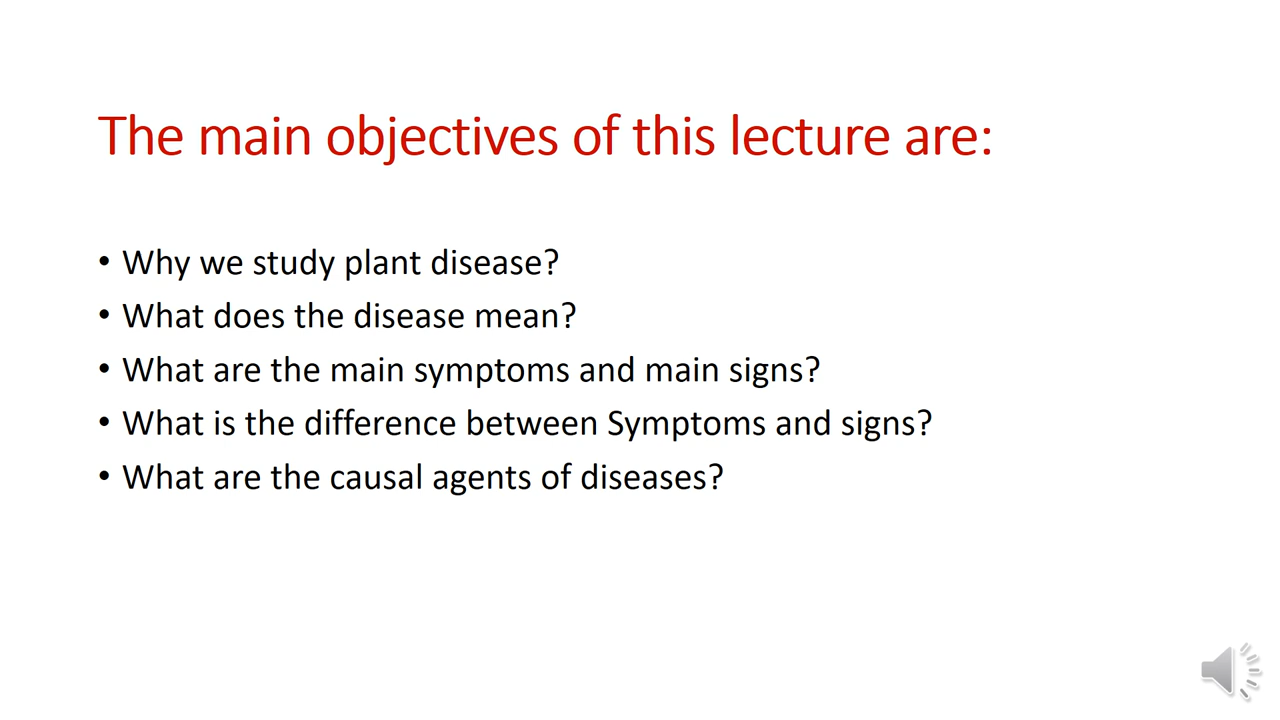 The main objectives of this lecture are:
• Why we study plant disease?
• What does the disease mean?
• What are the main symptoms and main signs?
• What is the difference between Symptoms and signs?
• What are the causal agents of diseases?